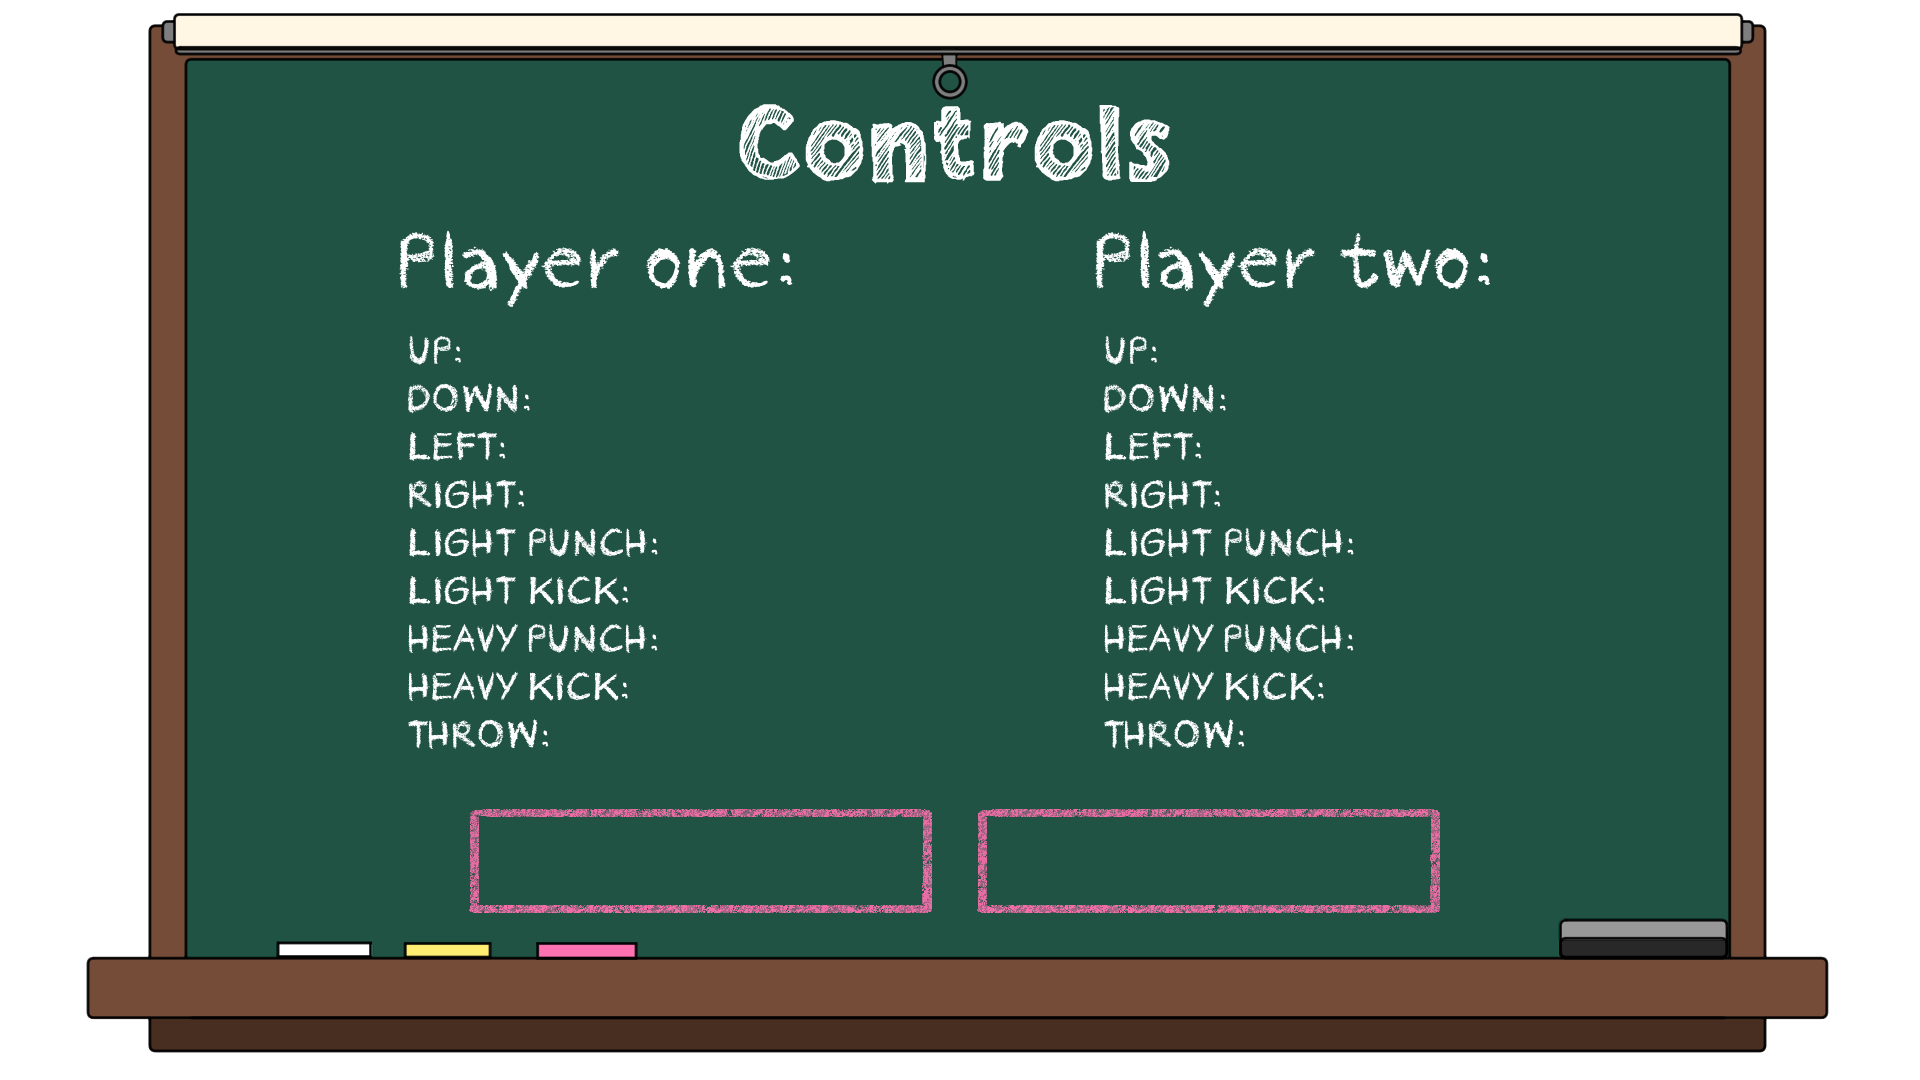 Controls
Player one:
UP:
DOWN:
LEFT:
RIGHT:
LIGHT PUNCH:
LIGHT KICK:
HEAVY PUNCH:
HEAVY KICK:
THROW:
Player two:
UP:
DOWN:
LEFT:
RIGHT:
LIGHT PUNCH:
LIGHT KICK:
HEAVY PUNCH:
HEAVY KICK:
THROW: